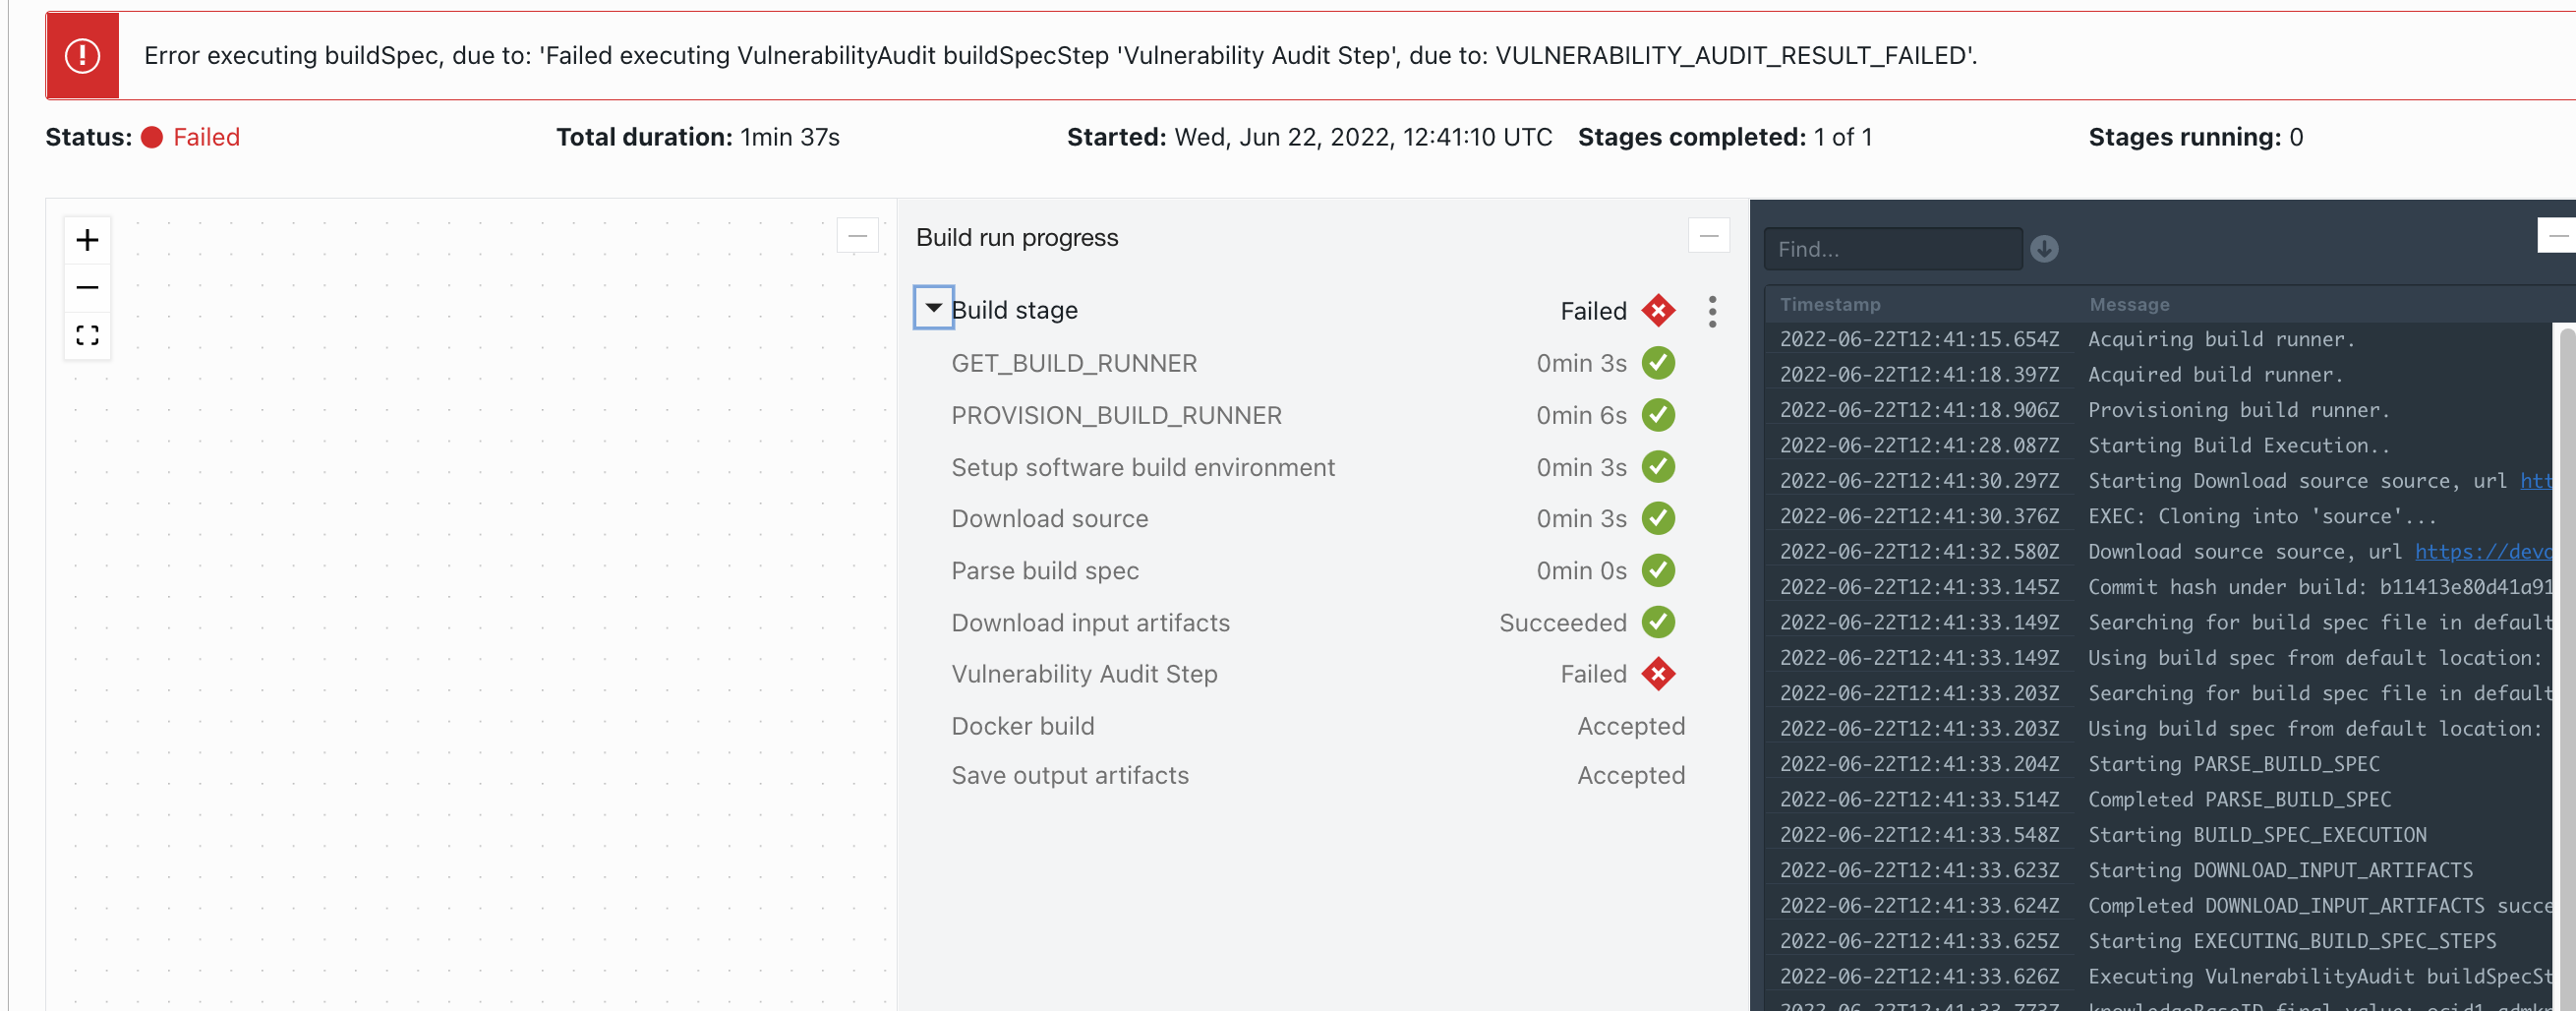 Error executing buildSpec, due to: 'Failed executing VulnerabilityAudit buildSpecStep 'Vulnerability Audit Step', due to: VULNERABILITY_AUDIT_RESULT_FAILED'.
Status: Failed
Total duration: 1min 37s
Started: Wed, Jun 22, 2022, 12:41:10 UTC
Stages completed: 1 of 1
Stages running: 0
Build run progress
Build stage Failed
GET_BUILD_RUNNER 0min 3s
PROVISION_BUILD_RUNNER 0min 6s
Setup software build environment 0min 3s
Download source 0min 3s
Parse build spec 0min 0s
Download input artifacts Succeeded
Vulnerability Audit Step Failed
Docker build Accepted
Save output artifacts Accepted
Find...
Timestamp Message
2022-06-22T12:41:15.654Z Acquiring build runner.
2022-06-22T12:41:18.397Z Acquired build runner.
2022-06-22T12:41:18.906Z Provisioning build runner.
2022-06-22T12:41:28.087Z Starting Build Execution..
2022-06-22T12:41:30.297Z Starting Download source source, url htt
2022-06-22T12:41:30.376Z EXEC: Cloning into 'source'...
2022-06-22T12:41:32.580Z Download source source, url https://devc
2022-06-22T12:41:33.145Z Commit hash under build: b11413e80d41a91
2022-06-22T12:41:33.149Z Searching for build spec file in default
2022-06-22T12:41:33.149Z Using build spec from default location:
2022-06-22T12:41:33.203Z Searching for build spec file in default
2022-06-22T12:41:33.203Z Using build spec from default location:
2022-06-22T12:41:33.204Z Starting PARSE_BUILD_SPEC
2022-06-22T12:41:33.514Z Completed PARSE_BUILD_SPEC
2022-06-22T12:41:33.548Z Starting BUILD_SPEC_EXECUTION
2022-06-22T12:41:33.623Z Starting DOWNLOAD_INPUT_ARTIFACTS
2022-06-22T12:41:33.624Z Completed DOWNLOAD_INPUT_ARTIFACTS succe
2022-06-22T12:41:33.625Z Starting EXECUTING_BUILD_SPEC_STEPS
2022-06-22T12:41:33.626Z Executing VulnerabilityAudit buildSpecSt